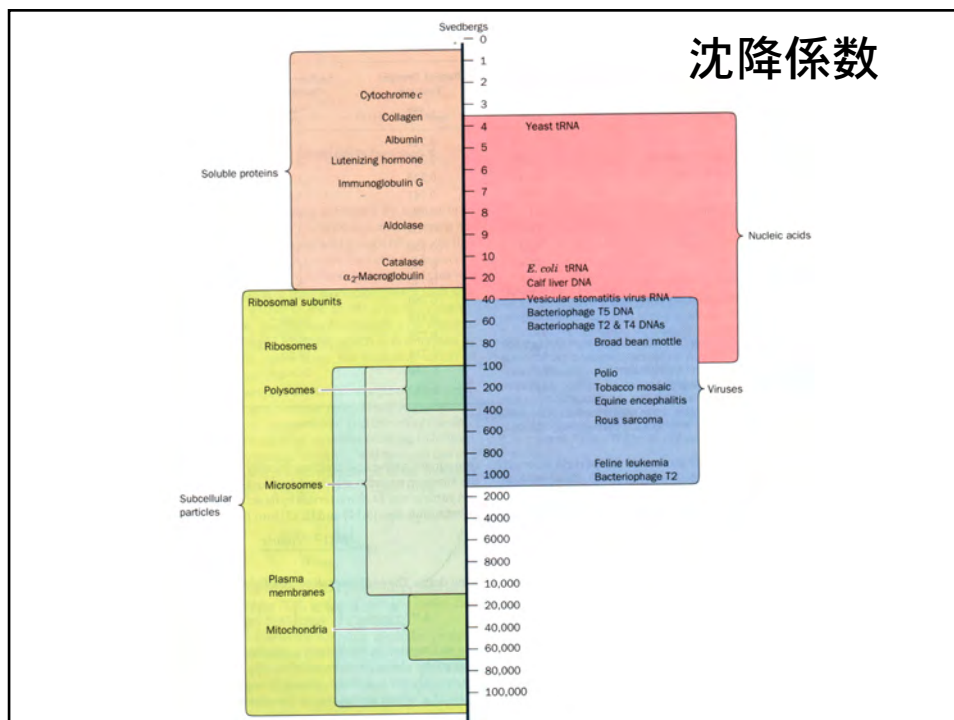 沈降係数
Svedbergs
0
1
2
3
4
5
6
7
8
9
10
20
40
60
80
100
200
400
600
800
1000
2000
4000
6000
8000
10,000
20,000
40,000
60,000
80,000
100,000
Soluble proteins
Cytochrome c
Collagen
Albumin
Lutenizing hormone
Immunoglobulin G
Aldolase
Catalase
α₂-Macroglobulin
Subcellular
particles
Ribosomal subunits
Ribosomes
Polysomes
Microsomes
Plasma
membranes
Mitochondria
Nucleic acids
Yeast tRNA
E. coli tRNA
Calf liver DNA
Vesicular stomatitis virus RNA
Bacteriophage T5 DNA
Bacteriophage T2 & T4 DNAs
Viruses
Broad bean mottle
Polio
Tobacco mosaic
Equine encephalitis
Rous sarcoma
Feline leukemia
Bacteriophage T2